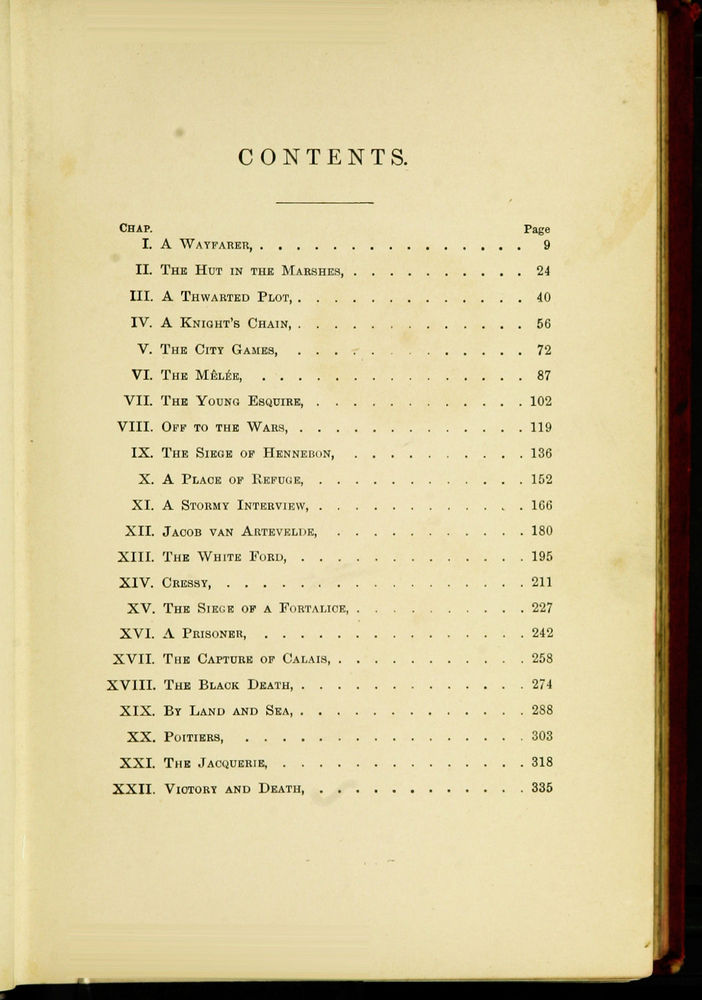 CONTENTS.
CHAP. Page
I. A WAYFARER, . . . . . . . . . . . . . . . 9
II. THE HUT IN THE MARSHES, . . . . . . . . . . 24
III. A THWARTED PLOT, . . . . . . . . . . . . . 40
IV. A KNIGHT'S CHAIN, . . . . . . . . . . . . . 56
V. THE CITY GAMES, . . . . . . . . . . . . . 72
VI. THE MÊLÉE, . . . . . . . . . . . . . . . 87
VII. THE YOUNG ESQUIRE, . . . . . . . . . . . . 102
VIII. OFF TO THE WARS, . . . . . . . . . . . . . 119
IX. THE SIEGE OF HENNEBON, . . . . . . . . . . 136
X. A PLACE OF REFUGE, . . . . . . . . . . . . 152
XI. A STORMY INTERVIEW, . . . . . . . . . . . . 166
XII. JACOB VAN ARTEVELDE, . . . . . . . . . . . 180
XIII. THE WHITE FORD, . . . . . . . . . . . . . 195
XIV. CRESSY, . . . . . . . . . . . . . . . . . 211
XV. THE SIEGE OF A FORTALICE, . . . . . . . . . . 227
XVI. A PRISONER, . . . . . . . . . . . . . . . 242
XVII. THE CAPTURE OF CALAIS, . . . . . . . . . . . 258
XVIII. THE BLACK DEATH, . . . . . . . . . . . . . 274
XIX. BY LAND AND SEA, . . . . . . . . . . . . . 288
XX. POITIERS, . . . . . . . . . . . . . . . . 303
XXI. THE JACQUERIE, . . . . . . . . . . . . . . 318
XXII. VICTORY AND DEATH, . . . . . . . . . . . . 335